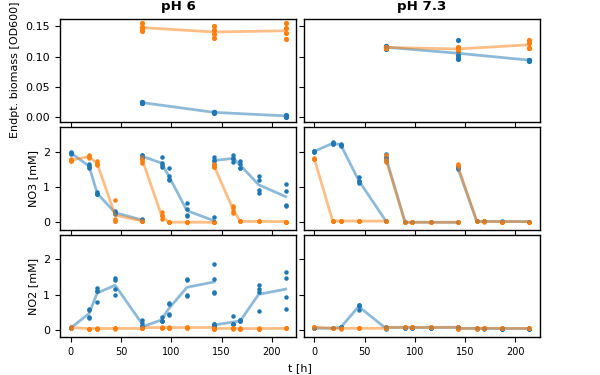 pH 6 pH 7.3
Endpt. biomass [OD600]
0.15
0.10
0.05
0.00
NO3 [mM]
2
1
0
NO2 [mM]
2
1
0
0 50 100 150 200 0 50 100 150 200
t [h]